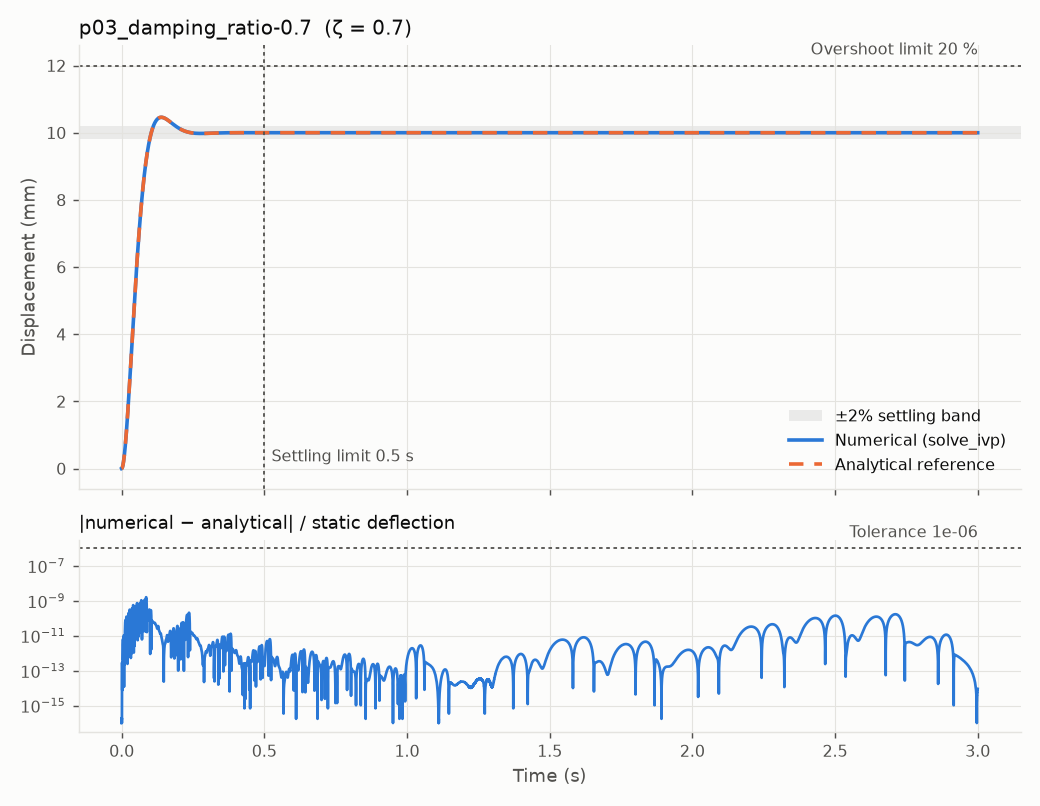 p03_damping_ratio-0.7  (ζ = 0.7)
Overshoot limit 20 %
12
10
8
6
4
2
0
Displacement (mm)
Settling limit 0.5 s
±2% settling band
Numerical (solve_ivp)
Analytical reference
|numerical − analytical| / static deflection
Tolerance 1e-06
10⁻⁷
10⁻⁹
10⁻¹¹
10⁻¹³
10⁻¹⁵
0.0 0.5 1.0 1.5 2.0 2.5 3.0
Time (s)